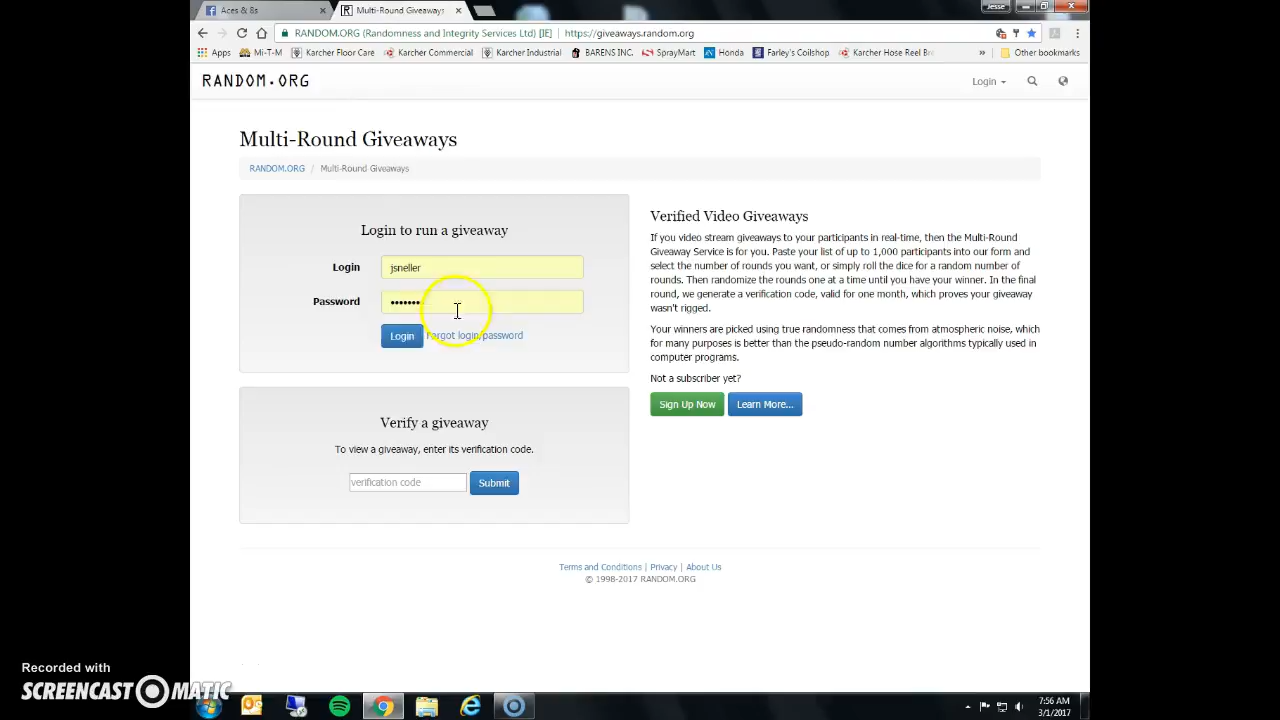 Aces & 8s
Multi-Round Giveaways
Jesse
RANDOM.ORG (Randomness and Integrity Services Ltd) [IE]
https://giveaways.random.org
Apps
Mi-T-M
Karcher Floor Care
Karcher Commercial
Karcher Industrial
BARENS INC.
SprayMart
Honda
Farley's Coilshop
Karcher Hose Reel Bro
»
Other bookmarks
RANDOM.ORG
Login
Multi-Round Giveaways
RANDOM.ORG / Multi-Round Giveaways
Login to run a giveaway
Login
jsneller
Password
Login
Forgot login/password
Verify a giveaway
To view a giveaway, enter its verification code.
verification code
Submit
Verified Video Giveaways
If you video stream giveaways to your participants in real-time, then the Multi-Round
Giveaway Service is for you. Paste your list of up to 1,000 participants into our form and
select the number of rounds you want, or simply roll the dice for a random number of
rounds. Then randomize the rounds one at a time until you have your winner. In the final
round, we generate a verification code, valid for one month, which proves your giveaway
wasn't rigged.
Your winners are picked using true randomness that comes from atmospheric noise, which
for many purposes is better than the pseudo-random number algorithms typically used in
computer programs.
Not a subscriber yet?
Sign Up Now
Learn More...
Terms and Conditions | Privacy | About Us
© 1998-2017 RANDOM.ORG
Recorded with
SCREENCAST-O-MATIC
7:56 AM
3/1/2017